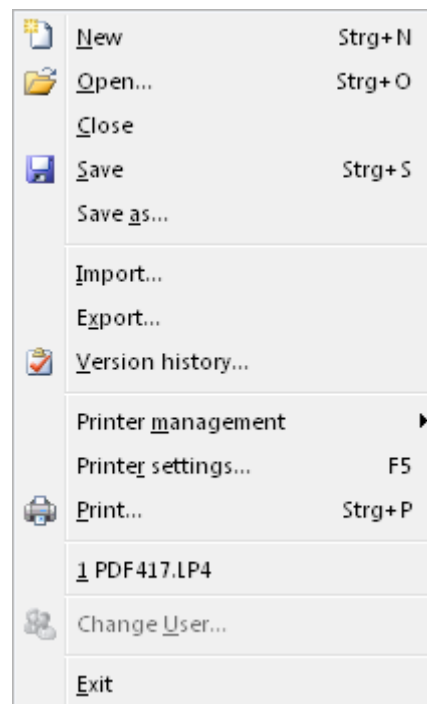 New Strg+N
Open... Strg+O
Close
Save Strg+S
Save as...
Import...
Export...
Version history...
Printer management
Printer settings... F5
Print... Strg+P
1 PDF417.LP4
Change User...
Exit